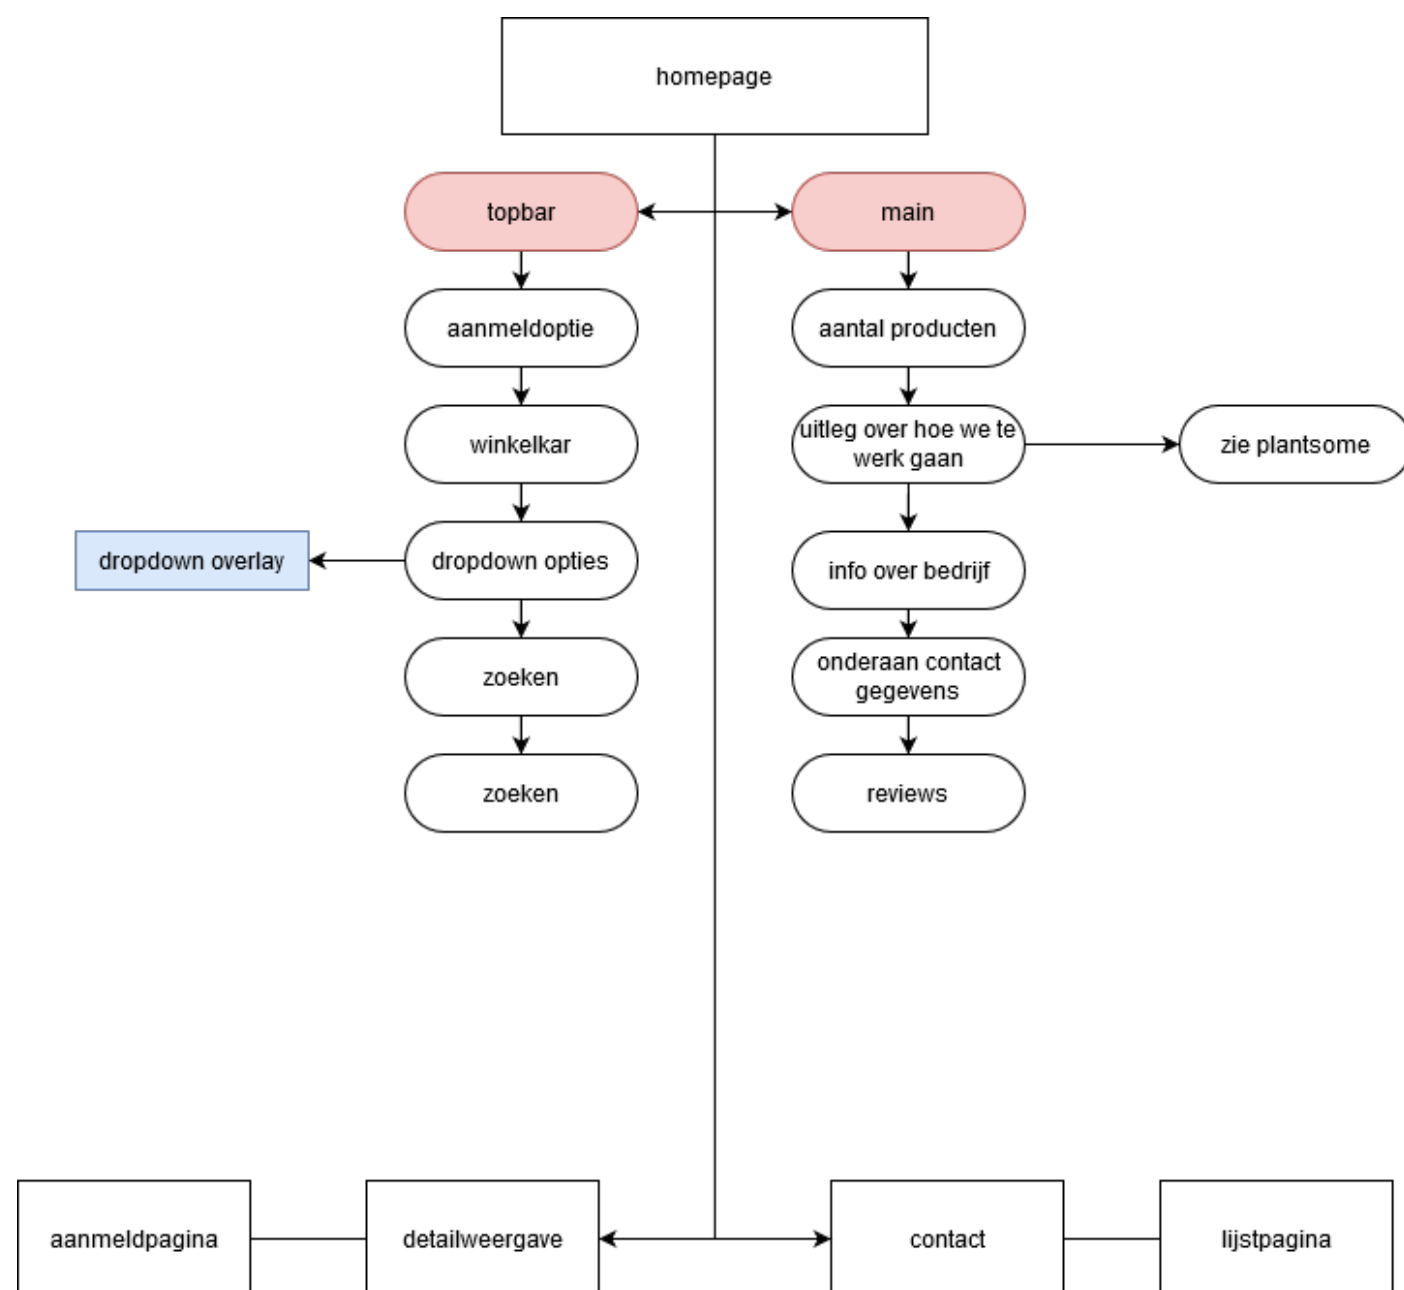 homepage
topbar
main
aanmeldoptie
aantal producten
winkelkar
uitleg over hoe we te
werk gaan
zie plantsome
dropdown overlay
dropdown opties
info over bedrijf
zoeken
onderaan contact
gegevens
zoeken
reviews
aanmeldpagina
detailweergave
contact
lijstpagina